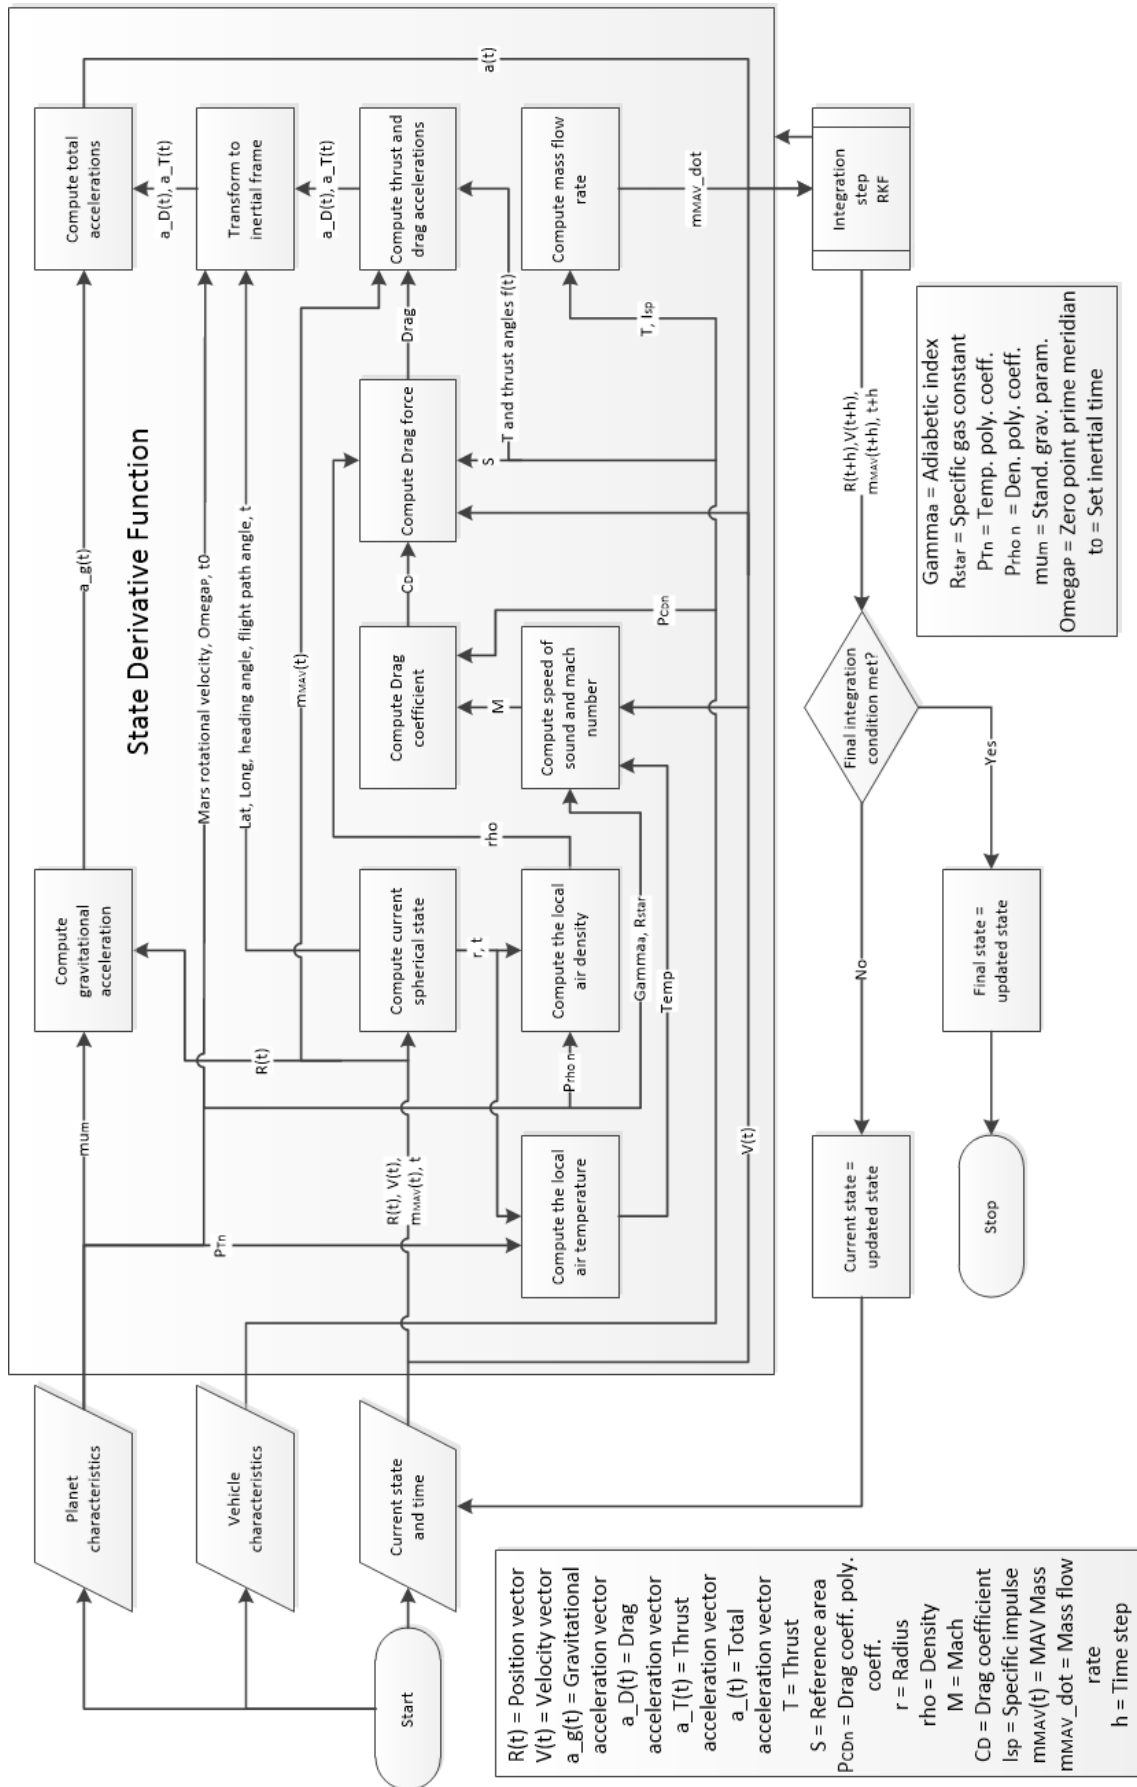 State Derivative Function
Start
Planet
characteristics
Vehicle
characteristics
Current state
and time
mum
PTn
R(t), V(t),
mMAV(t), t
Compute
gravitational
acceleration
R(t)
a_g(t)
Mars rotational velocity, OmegaP, t0
Lat, Long, heading angle, flight path angle, t
mMAV(t)
Compute current
spherical state
r, t
Compute the local
air density
Prho n
Compute the local
air temperature
Gammaa, Rstar
Temp
rho
Compute speed of
sound and mach
number
M
Compute Drag
coefficient
PCDn
CD
Compute Drag force
S
Drag
T and thrust angles f(t)
T, Isp
V(t)
Compute thrust and
drag accelerations
a_D(t), a_T(t)
Transform to
inertial frame
a_D(t), a_T(t)
Compute total
accelerations
a(t)
Compute mass flow
rate
mMAV_dot
Integration
step
RKF
R(t+h),V(t+h),
mMAV(t+h), t+h
Final integration
condition met?
No
Yes
Current state =
updated state
Final state =
updated state
Stop
R(t) = Position vector
V(t) = Velocity vector
a_g(t) = Gravitational
acceleration vector
a_D(t) = Drag
acceleration vector
a_T(t) = Thrust
acceleration vector
a_(t) = Total
acceleration vector
T = Thrust
S = Reference area
PCDn = Drag coeff. poly.
coeff.
r = Radius
rho = Density
M = Mach
CD = Drag coefficient
Isp = Specific impulse
mMAV(t) = MAV Mass
mMAV_dot = Mass flow
rate
h = Time step
Gammaa = Adiabetic index
Rstar = Specific gas constant
PTn = Temp. poly. coeff.
Prho n = Den. poly. coeff.
mum = Stand. grav. param.
OmegaP = Zero point prime meridian
t0 = Set inertial time